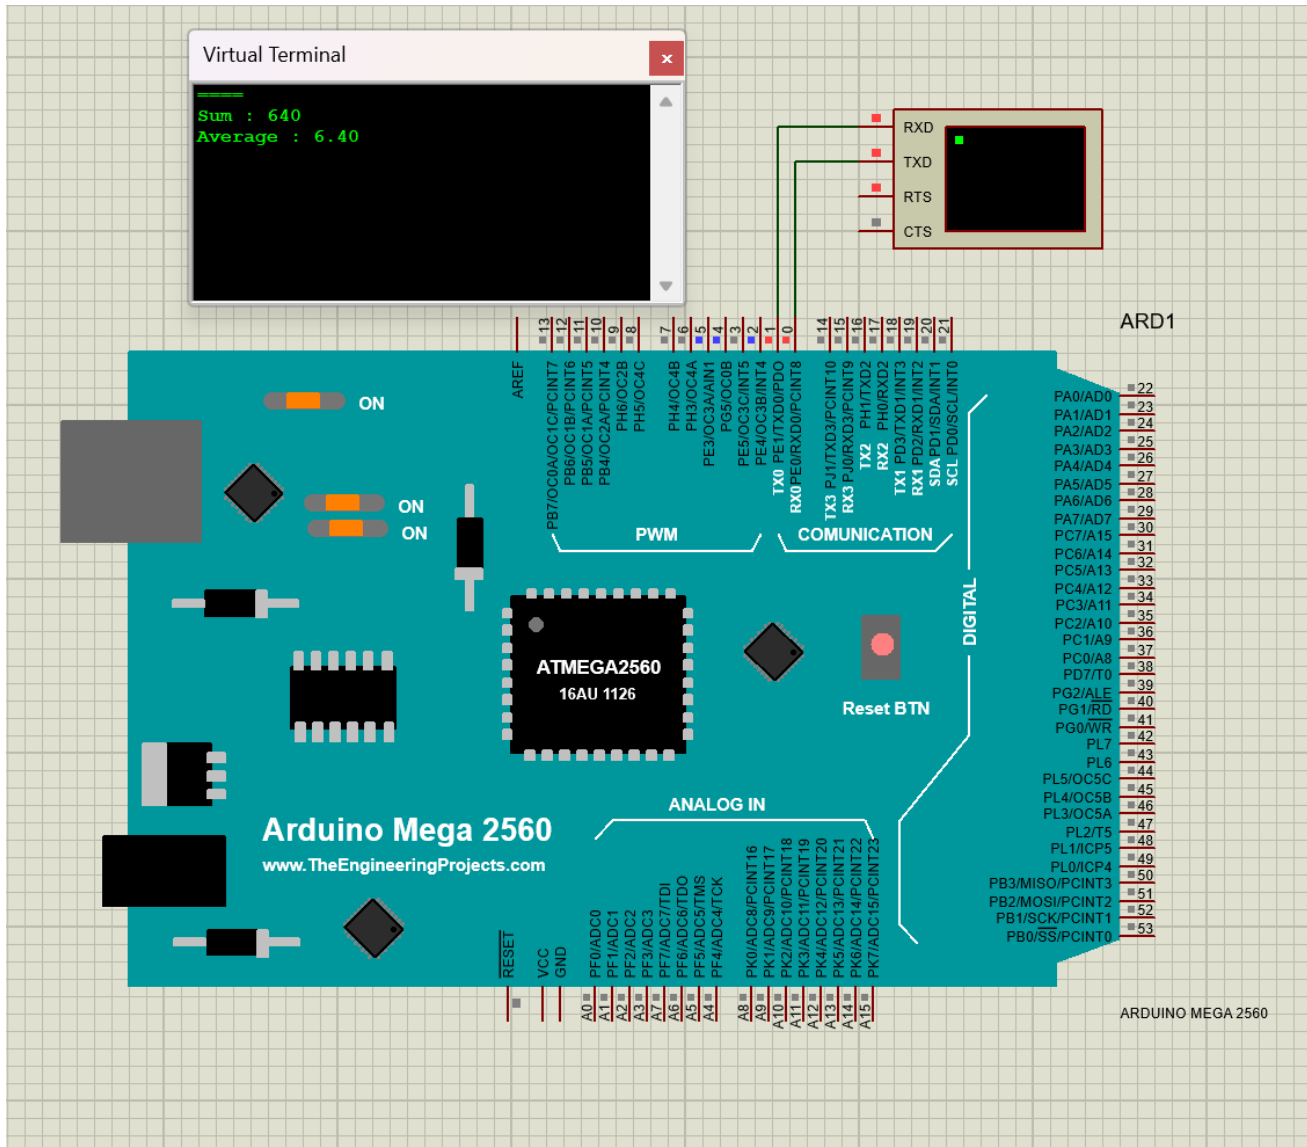 Virtual Terminal
x
====
Sum : 640
Average : 6.40
RXD
TXD
RTS
CTS
ARD1
13
12
11
10
9
8
7
6
5
4
3
2
1
0
14
15
16
17
18
19
20
21
AREF
PB7/OC0A/OC1C/PCINT7
PB6/OC1B/PCINT6
PB5/OC1A/PCINT5
PB4/OC2A/PCINT4
PH6/OC2B
PH5/OC4C
PH4/OC4B
PH3/OC4A
PE3/OC3A/AIN1
PG5/OC0B
PE5/OC3C/INT5
PE4/OC3B/INT4
TX0 PE1/TXD0/PDO
RX0 PE0/RXD0/PCINT8
TX3 PJ1/TXD3/PCINT10
RX3 PJ0/RXD3/PCINT9
TX2 PH1/TXD2
RX2 PH0/RXD2
TX1 PD3/TXD1/INT3
RX1 PD2/RXD1/INT2
SDA PD1/SDA/INT1
SCL PD0/SCL/INT0
ON
ON
ON
PWM
COMUNICATION
DIGITAL
PA0/AD0 22
PA1/AD1 23
PA2/AD2 24
PA3/AD3 25
PA4/AD4 26
PA5/AD5 27
PA6/AD6 28
PA7/AD7 29
PC7/A15 30
PC6/A14 31
PC5/A13 32
PC4/A12 33
PC3/A11 34
PC2/A10 35
PC1/A9 36
PC0/A8 37
PD7/T0 38
PG2/ALE 39
PG1/RD 40
PG0/WR 41
PL7 42
PL6 43
PL5/OC5C 44
PL4/OC5B 45
PL3/OC5A 46
PL2/T5 47
PL1/ICP5 48
PL0/ICP4 49
PB3/MISO/PCINT3 50
PB2/MOSI/PCINT2 51
PB1/SCK/PCINT1 52
PB0/SS/PCINT0 53
ATMEGA2560
16AU 1126
Reset BTN
ANALOG IN
Arduino Mega 2560
www.TheEngineeringProjects.com
RESET
VCC
GND
PF0/ADC0
PF1/ADC1
PF2/ADC2
PF3/ADC3
PF7/ADC7/TDI
PF6/ADC6/TDO
PF5/ADC5/TMS
PF4/ADC4/TCK
PK0/ADC8/PCINT16
PK1/ADC9/PCINT17
PK2/ADC10/PCINT18
PK3/ADC11/PCINT19
PK4/ADC12/PCINT20
PK5/ADC13/PCINT21
PK6/ADC14/PCINT22
PK7/ADC15/PCINT23
A0
A1
A2
A3
A7
A6
A5
A4
A8
A9
A10
A11
A12
A13
A14
A15
ARDUINO MEGA 2560